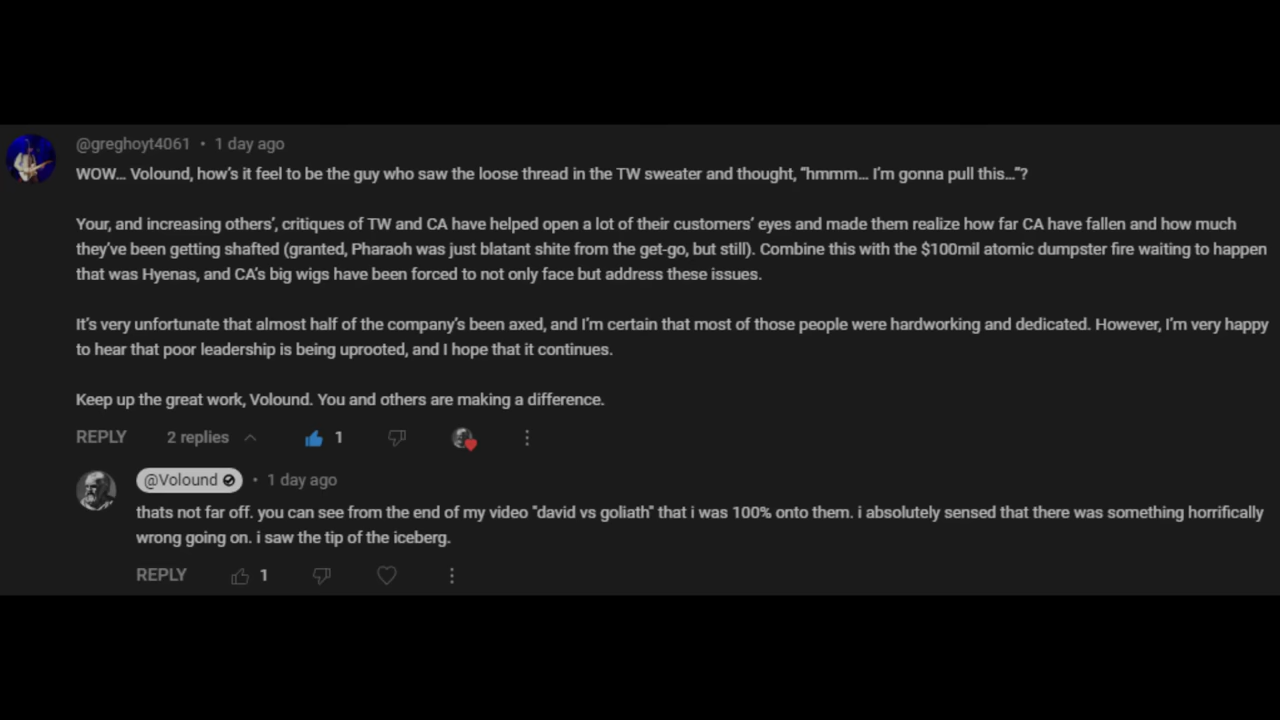 @greghoyt4061 • 1 day ago
WOW... Volound, how's it feel to be the guy who saw the loose thread in the TW sweater and thought, "hmmm... I'm gonna pull this..."?
Your, and increasing others', critiques of TW and CA have helped open a lot of their customers' eyes and made them realize how far CA have fallen and how much
they've been getting shafted (granted, Pharaoh was just blatant shite from the get-go, but still). Combine this with the $100mil atomic dumpster fire waiting to happen
that was Hyenas, and CA's big wigs have been forced to not only face but address these issues.
It's very unfortunate that almost half of the company's been axed, and I'm certain that most of those people were hardworking and dedicated. However, I'm very happy
to hear that poor leadership is being uprooted, and I hope that it continues.
Keep up the great work, Volound. You and others are making a difference.
REPLY 2 replies 1
@Volound • 1 day ago
thats not far off. you can see from the end of my video "david vs goliath" that i was 100% onto them. i absolutely sensed that there was something horrifically
wrong going on. i saw the tip of the iceberg.
REPLY 1